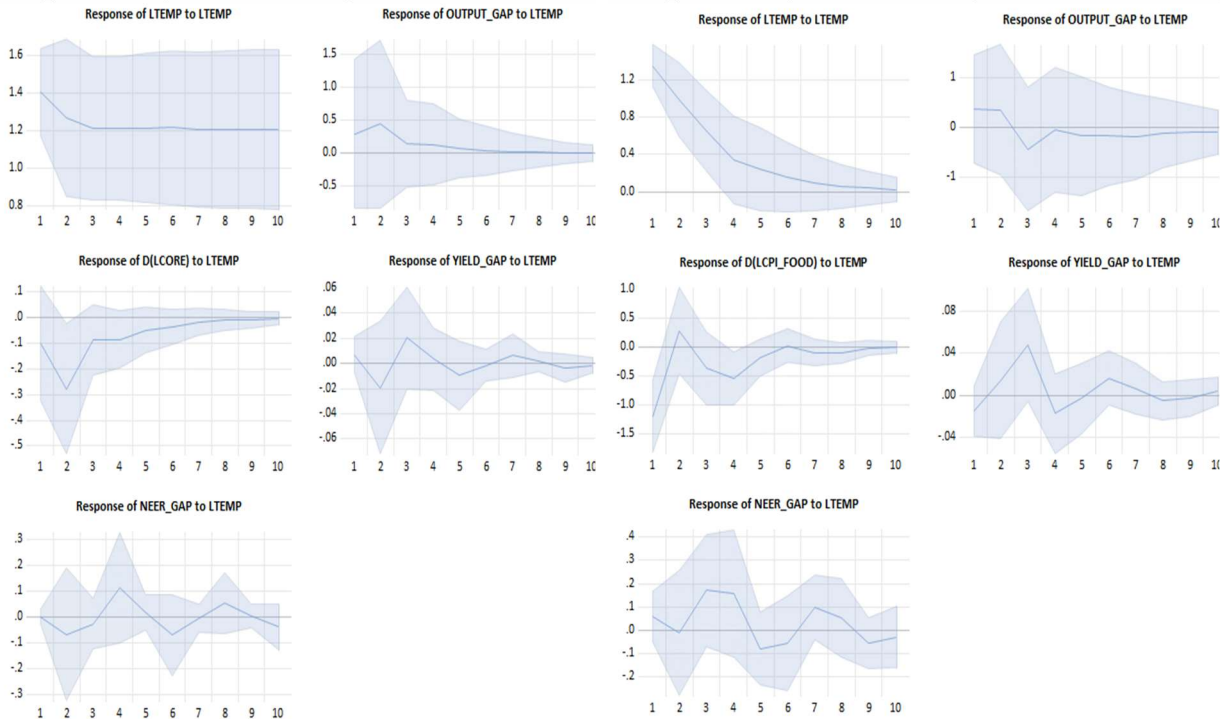 Response of LTEMP to LTEMP
1.6
1.4
1.2
1.0
0.8
1 2 3 4 5 6 7 8 9 10
Response of OUTPUT_GAP to LTEMP
1.5
1.0
0.5
0.0
-0.5
1 2 3 4 5 6 7 8 9 10
Response of LTEMP to LTEMP
1.2
0.8
0.4
0.0
1 2 3 4 5 6 7 8 9 10
Response of OUTPUT_GAP to LTEMP
1
0
-1
1 2 3 4 5 6 7 8 9 10
Response of D(LCORE) to LTEMP
.1
.0
-.1
-.2
-.3
-.4
-.5
1 2 3 4 5 6 7 8 9 10
Response of YIELD_GAP to LTEMP
.06
.04
.02
.00
-.02
-.04
-.06
1 2 3 4 5 6 7 8 9 10
Response of D(LCPI_FOOD) to LTEMP
1.0
0.5
0.0
-0.5
-1.0
-1.5
1 2 3 4 5 6 7 8 9 10
Response of YIELD_GAP to LTEMP
.08
.04
.00
-.04
1 2 3 4 5 6 7 8 9 10
Response of NEER_GAP to LTEMP
.3
.2
.1
.0
-.1
-.2
-.3
1 2 3 4 5 6 7 8 9 10
Response of NEER_GAP to LTEMP
.4
.3
.2
.1
.0
-.1
-.2
1 2 3 4 5 6 7 8 9 10